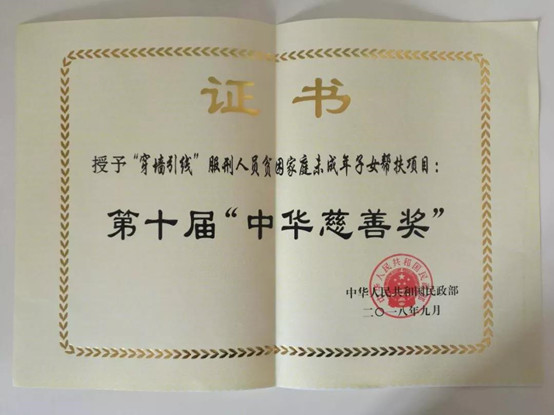 证书
授予“穿墙引线”服刑人员贫困家庭未成年子女帮扶项目：
第十届“中华慈善奖”
中华人民共和国民政部
二〇一八年九月